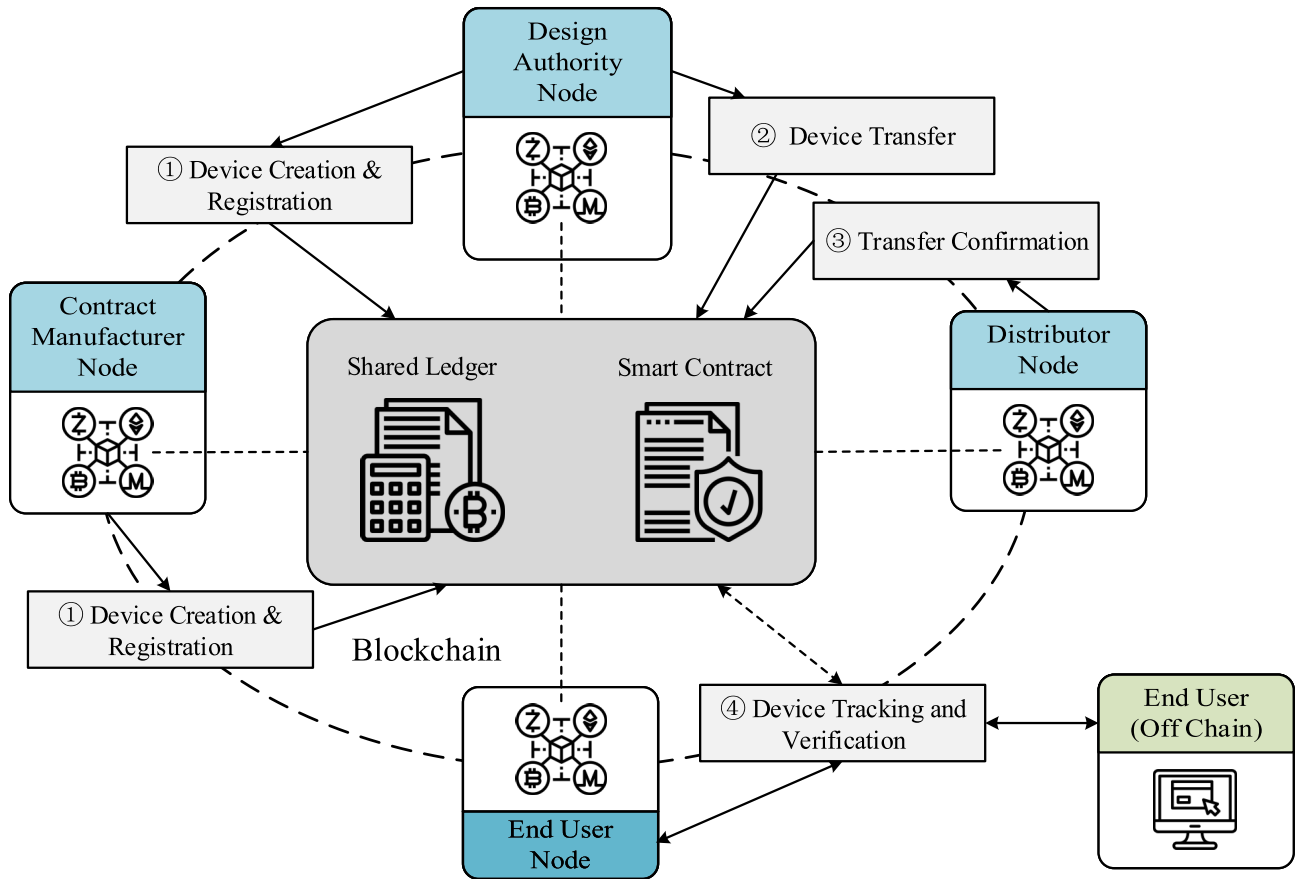 Design
Authority
Node
① Device Creation &
Registration
② Device Transfer
③ Transfer Confirmation
Contract
Manufacturer
Node
Distributor
Node
Shared Ledger
Smart Contract
① Device Creation &
Registration
Blockchain
④ Device Tracking and
Verification
End User
(Off Chain)
End User
Node